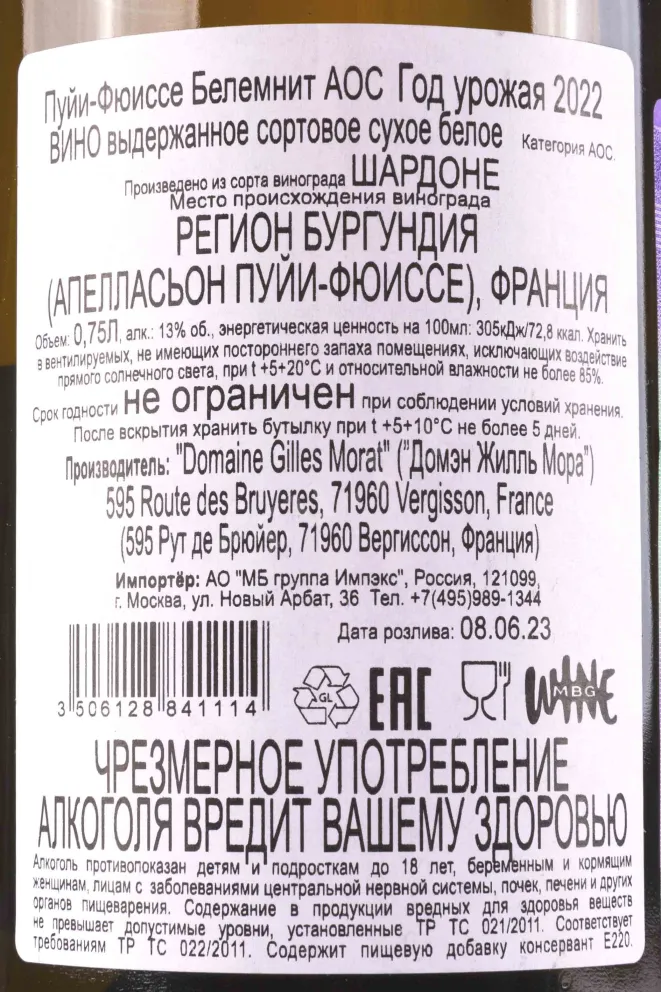 Пуйи-Фюиссе Белемнит АОС Год урожая 2022
ВИНО выдержанное сортовое сухое белое Категория АОС.
Произведено из сорта винограда ШАРДОНЕ
Место происхождения винограда
РЕГИОН БУРГУНДИЯ
(АПЕЛЛАСЬОН ПУЙИ-ФЮИССЕ), ФРАНЦИЯ
Объем: 0,75Л, алк.: 13% об., энергетическая ценность на 100мл: 305кДж/72,8 ккал. Хранить
в вентилируемых, не имеющих постороннего запаха помещениях, исключающих воздействие
прямого солнечного света, при t +5+20°С и относительной влажности не более 85%.
Срок годности не ограничен при соблюдении условий хранения.
После вскрытия хранить бутылку при t +5+10°С не более 5 дней.
Производитель: "Domaine Gilles Morat" ("Домэн Жилль Мора")
595 Route des Bruyeres, 71960 Vergisson, France
(595 Рут де Брюйер, 71960 Вергиссон, Франция)
Импортёр: АО "МБ группа Импэкс", Россия, 121099,
г. Москва, ул. Новый Арбат, 36 Тел. +7(495)989-1344
Дата розлива: 08.06.23
3 506128 841114
GL
EAC
WINE
MBG
ЧРЕЗМЕРНОЕ УПОТРЕБЛЕНИЕ
АЛКОГОЛЯ ВРЕДИТ ВАШЕМУ ЗДОРОВЬЮ
Алкоголь противопоказан детям и подросткам до 18 лет, беременным и кормящим
женщинам, лицам с заболеваниями центральной нервной системы, почек, печени и других
органов пищеварения. Содержание в продукции вредных для здоровья веществ
не превышает допустимые уровни, установленные ТР ТС 021/2011. Соответствует
требованиям ТР ТС 022/2011. Содержит пищевую добавку консервант Е220.